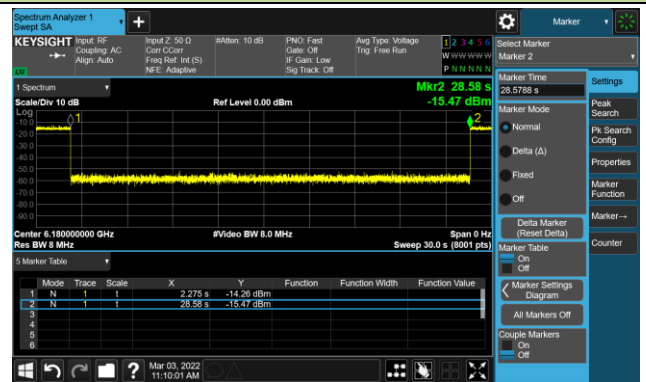 Spectrum Analyzer 1
Swept SA
Marker
KEYSIGHT
Input: RF
Coupling: AC
Align: Auto
Input Z: 50 Ω
Corr CCorr
Freq Ref: Int (S)
NFE: Adaptive
#Atten: 10 dB
PNO: Fast
Gate: Off
IF Gain: Low
Sig Track: Off
Avg Type: Voltage
Trig: Free Run
1 2 3 4 5 6
W W W W W W
P N N N N N
LW
Select Marker
Marker 2
1 Spectrum
Mkr2 28.58 s
-15.47 dBm
Scale/Div 10 dB
Ref Level 0.00 dBm
Log
-10.0
-20.0
-30.0
-40.0
-50.0
-60.0
-70.0
-80.0
-90.0
1
2
Center 6.180000000 GHz
#Video BW 8.0 MHz
Span 0 Hz
Res BW 8 MHz
Sweep 30.0 s (8001 pts)
5 Marker Table
Mode Trace Scale X Y Function Function Width Function Value
1 N 1 t 2.275 s -14.26 dBm
2 N 1 t 28.58 s -15.47 dBm
3
4
5
6
Marker Time
28.5788 s
Marker Mode
Normal
Delta (Δ)
Fixed
Off
Delta Marker
(Reset Delta)
Marker Table
On
Off
Marker Settings
Diagram
All Markers Off
Couple Markers
On
Off
Settings
Peak
Search
Pk Search
Config
Properties
Marker
Function
Marker→
Counter
?
Mar 03, 2022
11:10:01 AM